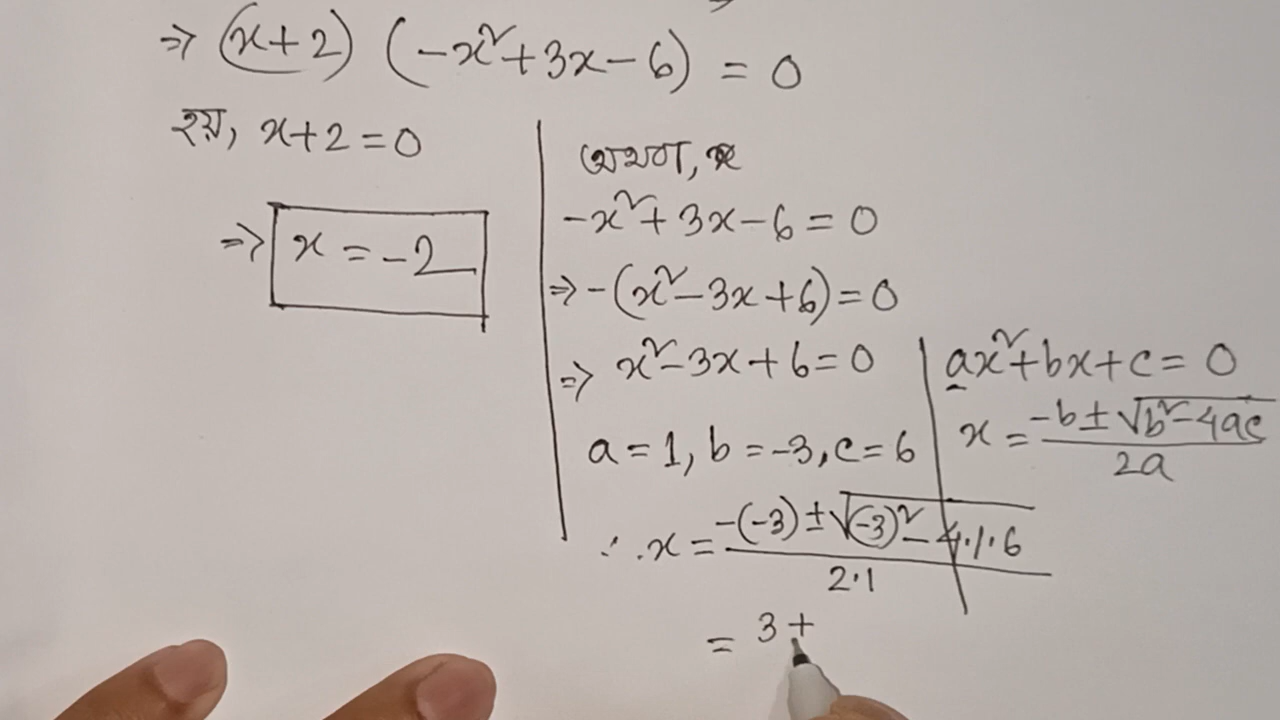 ⇒ (x+2) (-x²+3x-6) = 0
হয়, x+2=0
⇒ x = -2
অথবা, x
-x²+3x-6=0
⇒ -(x²-3x+6)=0
⇒ x²-3x+6=0
a=1, b=-3, c=6
ax²+bx+c=0
x = (-b±√(b²-4ac))/2a
∴ x = (-(-3)±√((-3)²-4·1·6))/2·1
= 3+